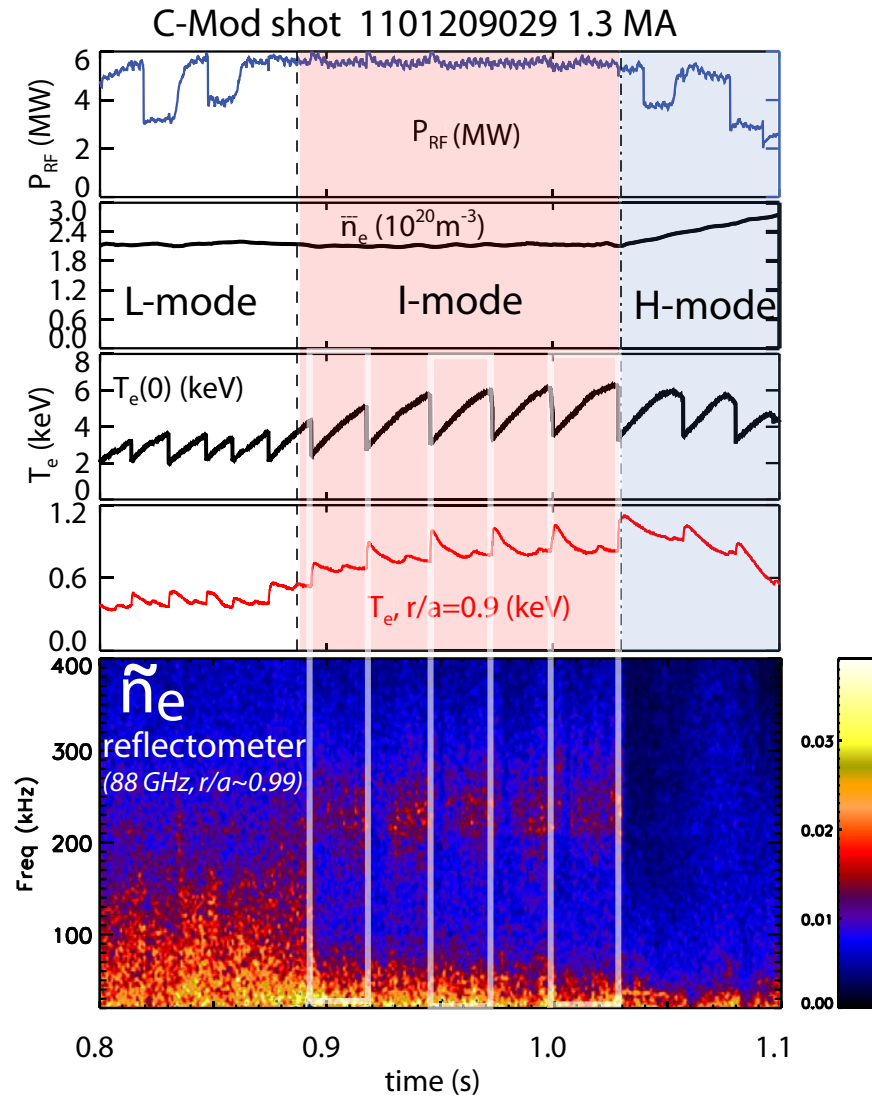 C-Mod shot 1101209029 1.3 MA
P_RF (MW)
6
4
2
0
P_RF (MW)
3.0
2.4
1.8
1.2
0.6
0.0
n̅_e (10^20 m^-3)
L-mode
I-mode
H-mode
T_e (keV)
8
6
4
2
0
T_e(0) (keV)
1.2
0.6
0.0
T_e, r/a=0.9 (keV)
Freq (kHz)
400
300
200
100
ñ_e
reflectometer
(88 GHz, r/a~0.99)
0.03
0.02
0.01
0.00
0.8
0.9
1.0
1.1
time (s)